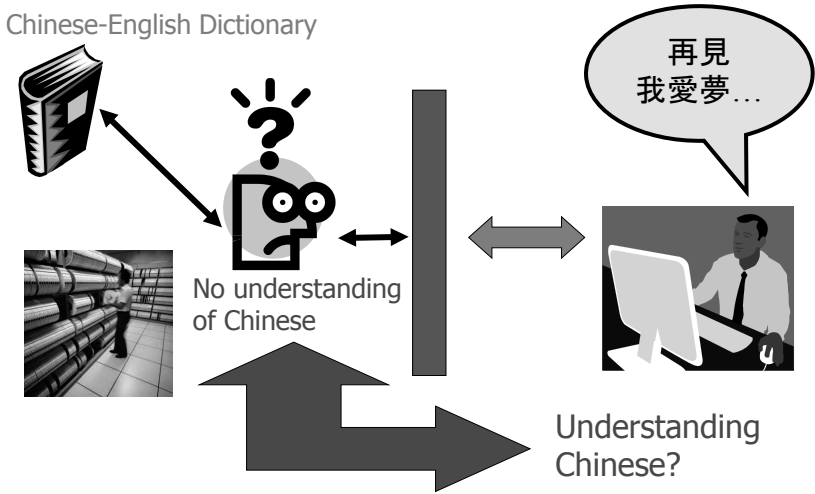 Chinese-English Dictionary
再見
我愛夢...
?
No understanding
of Chinese
Understanding
Chinese?